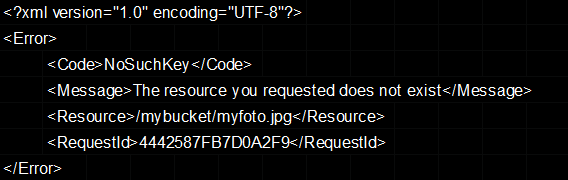 <?xml version="1.0" encoding="UTF-8"?>
<Error>
<Code>NoSuchKey</Code>
<Message>The resource you requested does not exist</Message>
<Resource>/mybucket/myfoto.jpg</Resource>
<RequestId>4442587FB7D0A2F9</RequestId>
</Error>